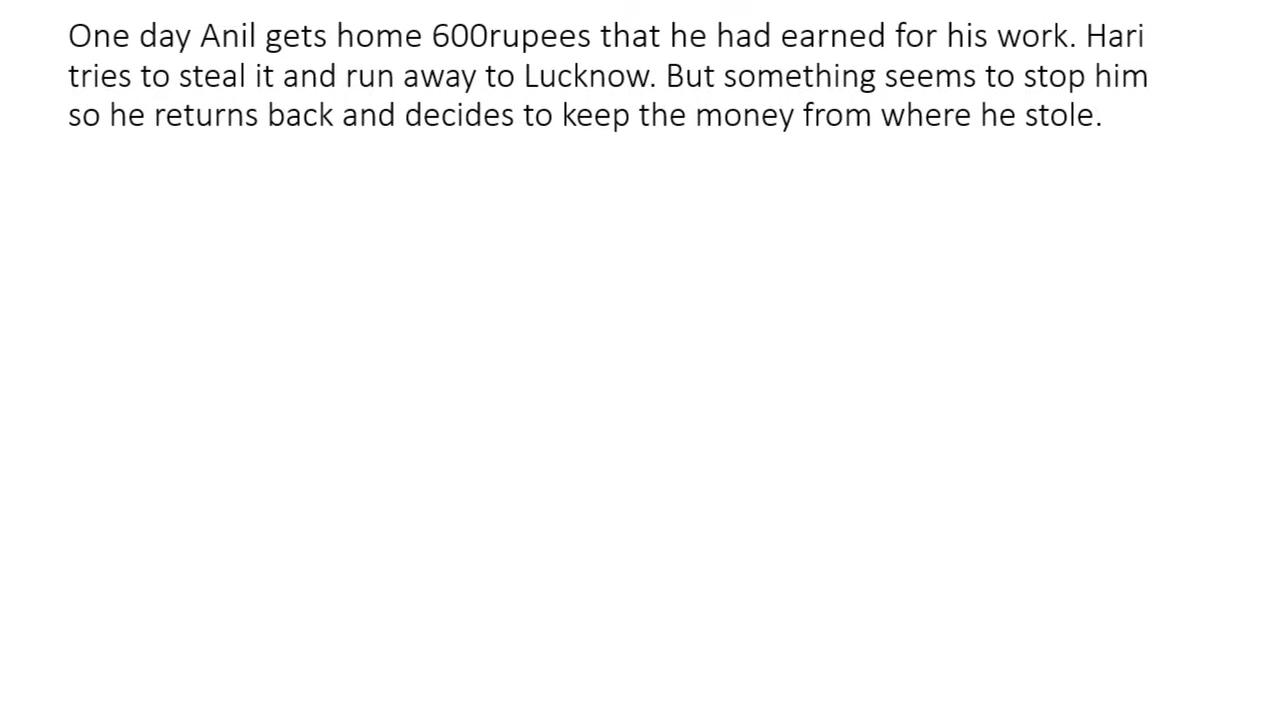 One day Anil gets home 600rupees that he had earned for his work. Hari
tries to steal it and run away to Lucknow. But something seems to stop him
so he returns back and decides to keep the money from where he stole.